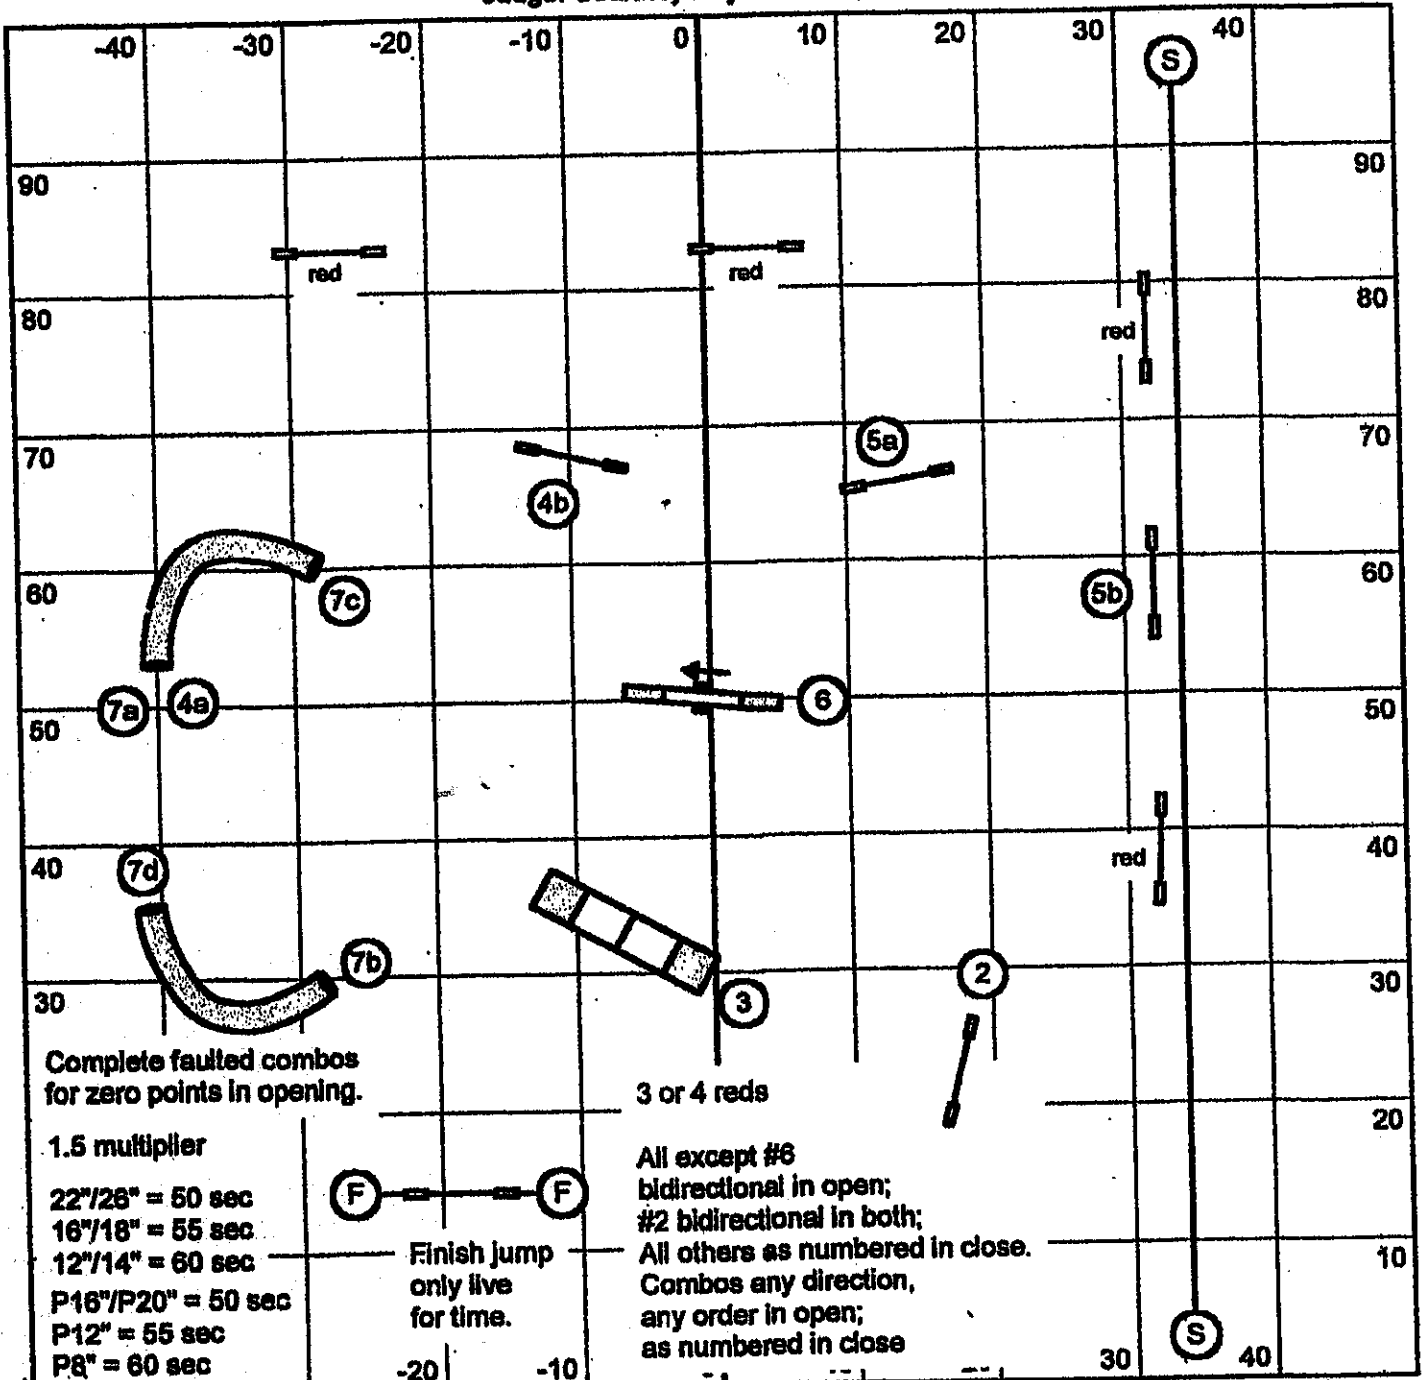 -40 -30 -20 -10 0 10 20 30 40
S
90 90
red red
80 80
red
70 70
5a
4b
60 60
7c 5b
7a 4a 6
50 50
40 40
7d red
7b 2
30 30
3
Complete faulted combos
for zero points in opening.
3 or 4 reds
20
1.5 multiplier
22"/26" = 50 sec
16"/18" = 55 sec
12"/14" = 60 sec
P16"/P20" = 50 sec
P12" = 55 sec
P8" = 60 sec
F F
Finish jump
only live
for time.
All except #6
bidirectional in open;
#2 bidirectional in both;
All others as numbered in close.
Combos any direction,
any order in open;
as numbered in close
10
S
-20 -10 30 40